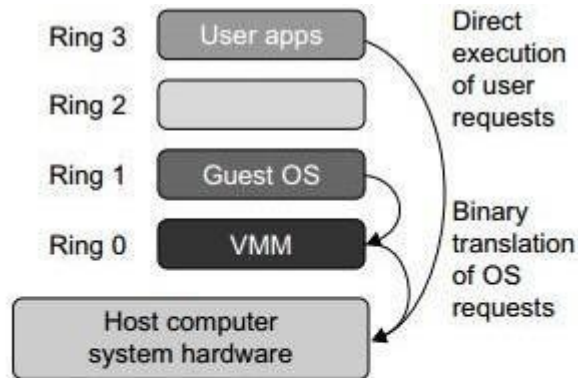 Ring 3
User apps
Direct
execution
of user
requests
Ring 2
Ring 1
Guest OS
Ring 0
VMM
Binary
translation
of OS
requests
Host computer
system hardware